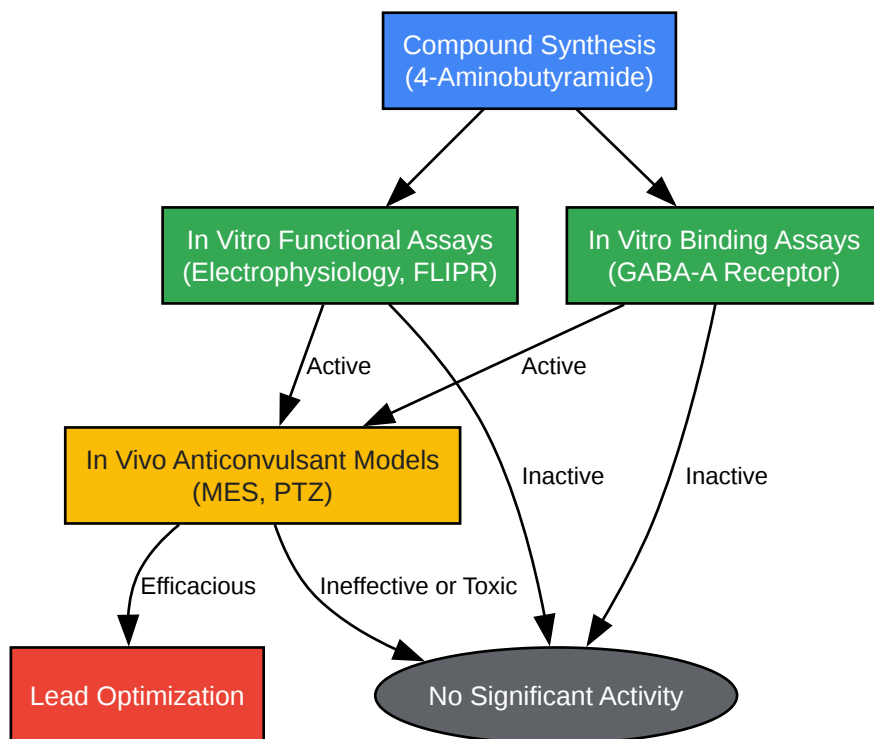 Compound Synthesis
(4-Aminobutyramide)
In Vitro Functional Assays
(Electrophysiology, FLIPR)
In Vitro Binding Assays
(GABA-A Receptor)
Active
Active
In Vivo Anticonvulsant Models
(MES, PTZ)
Inactive
Inactive
Efficacious
Ineffective or Toxic
Lead Optimization
No Significant Activity